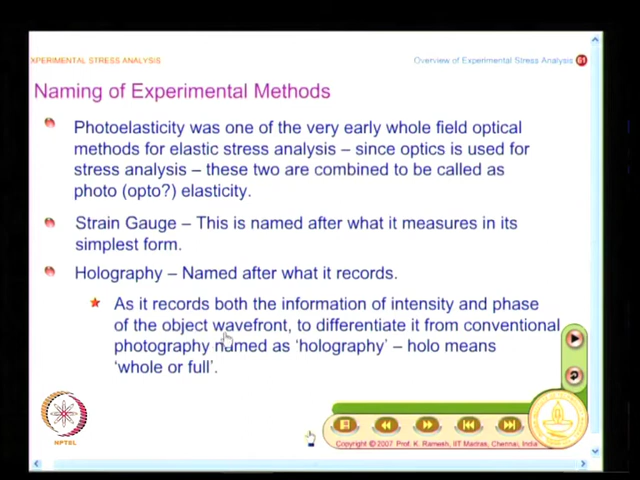 XPERIMENTAL STRESS ANALYSIS
Overview of Experimental Stress Analysis 61
Naming of Experimental Methods
Photoelasticity was one of the very early whole field optical
methods for elastic stress analysis – since optics is used for
stress analysis – these two are combined to be called as
photo (opto?) elasticity.
Strain Gauge – This is named after what it measures in its
simplest form.
Holography – Named after what it records.
As it records both the information of intensity and phase
of the object wavefront, to differentiate it from conventional
photography named as ‘holography’ – holo means
‘whole or full’.
NPTEL
Copyright © 2007 Prof. K. Ramesh, IIT Madras, Chennai, India